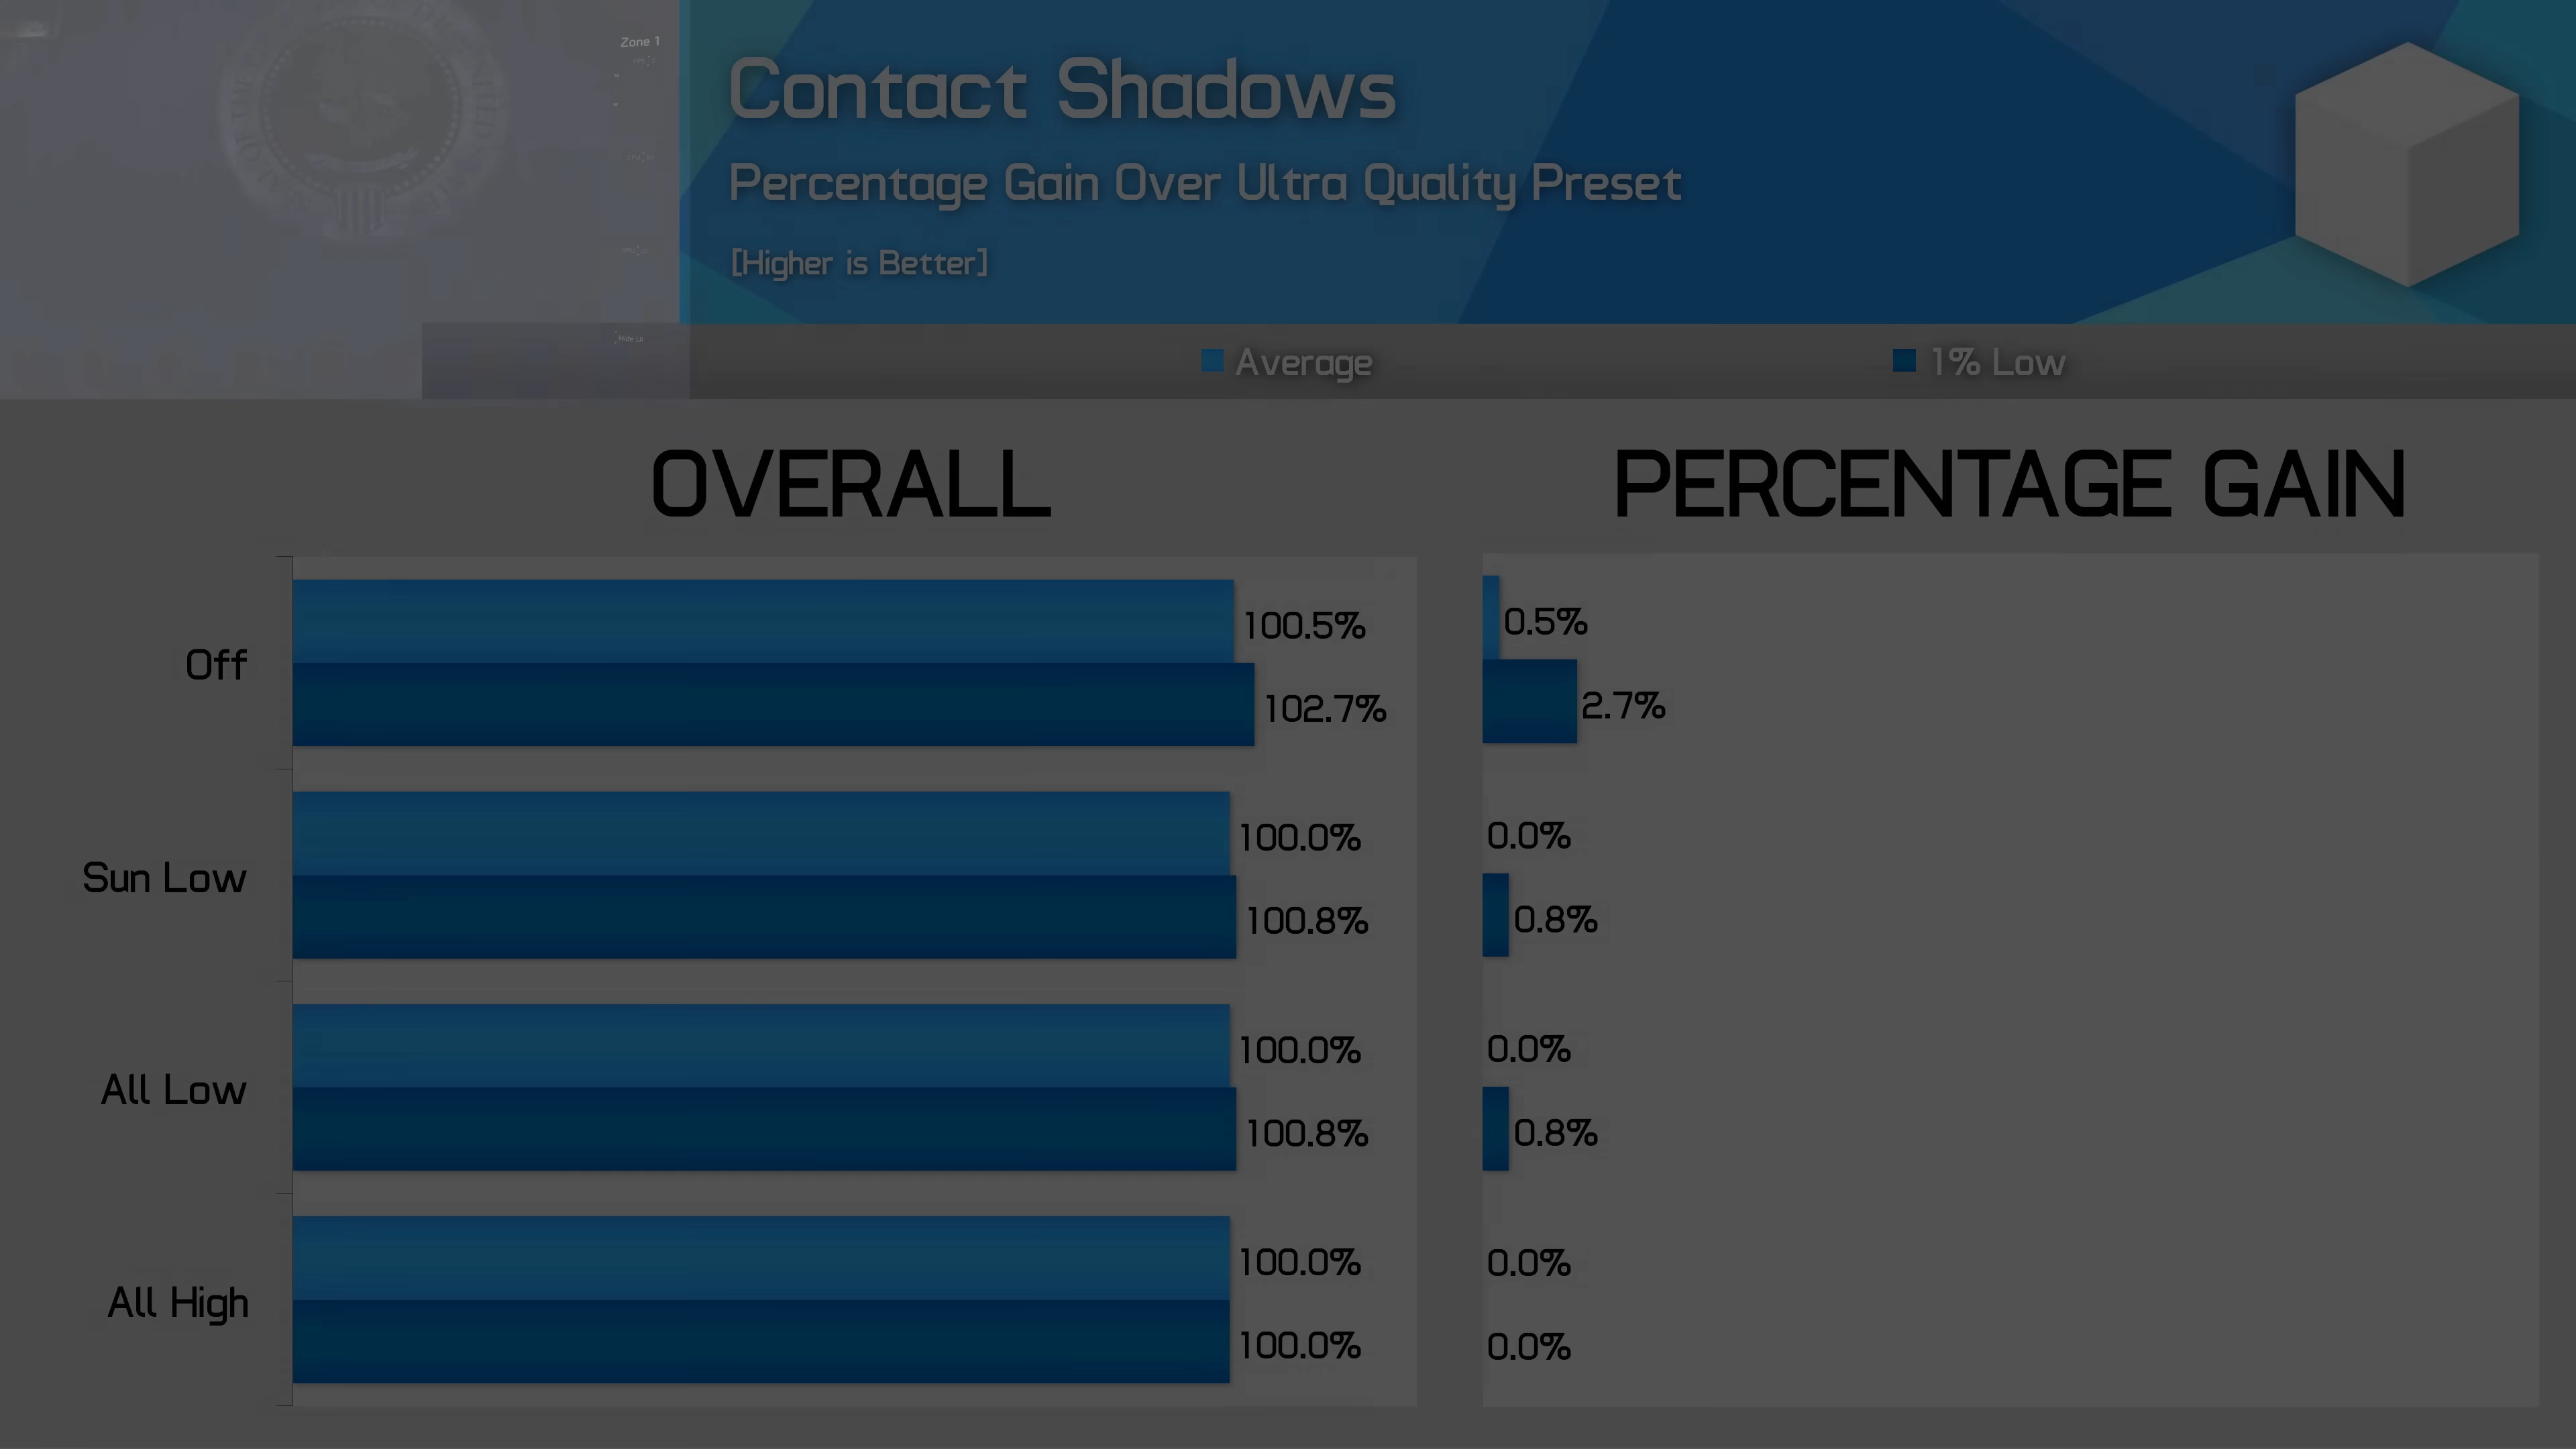 Zone 1
Contact Shadows
Percentage Gain Over Ultra Quality Preset
[Higher is Better]
Hide UI
Average
1% Low
OVERALL
PERCENTAGE GAIN
Off
100.5%
102.7%
0.5%
2.7%
Sun Low
100.0%
100.8%
0.0%
0.8%
All Low
100.0%
100.8%
0.0%
0.8%
All High
100.0%
100.0%
0.0%
0.0%